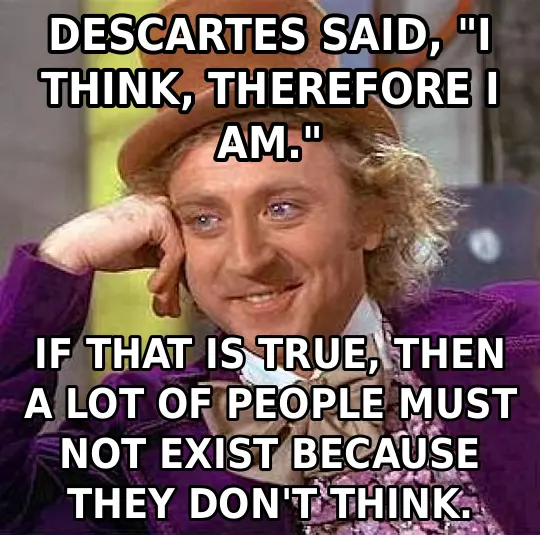 DESCARTES SAID, "I
THINK, THEREFORE I
AM."
IF THAT IS TRUE, THEN
A LOT OF PEOPLE MUST
NOT EXIST BECAUSE
THEY DON'T THINK.